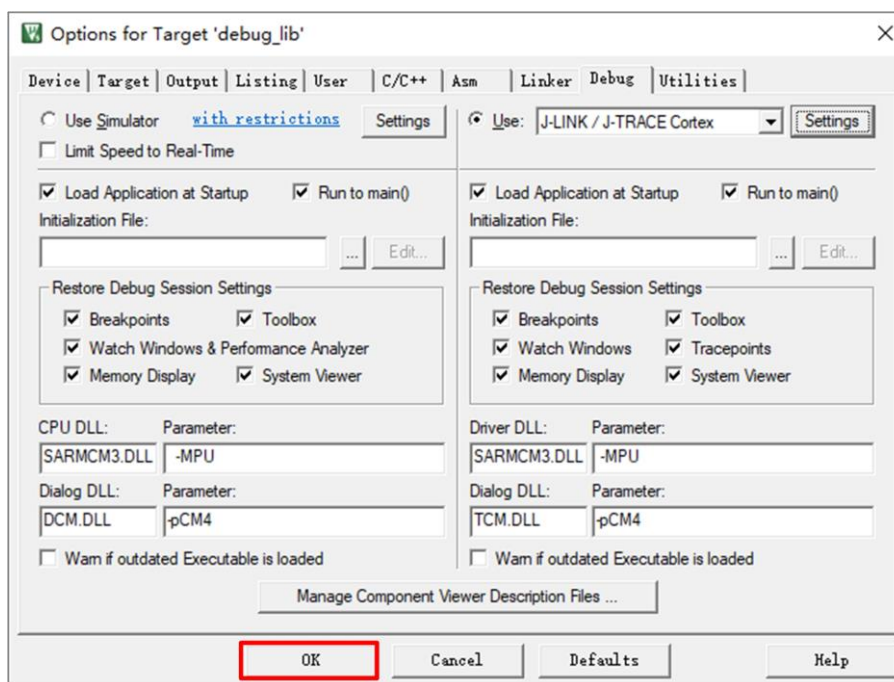 Options for Target 'debug_lib'
Device Target Output Listing User C/C++ Asm Linker Debug Utilities
Use Simulator with restrictions Settings
Limit Speed to Real-Time
Use: J-LINK / J-TRACE Cortex Settings
Load Application at Startup Run to main()
Initialization File:
... Edit...
Restore Debug Session Settings
Breakpoints Toolbox
Watch Windows & Performance Analyzer
Memory Display System Viewer
CPU DLL: Parameter:
SARMCM3.DLL -MPU
Dialog DLL: Parameter:
DCM.DLL -pCM4
Warn if outdated Executable is loaded
Load Application at Startup Run to main()
Initialization File:
... Edit...
Restore Debug Session Settings
Breakpoints Toolbox
Watch Windows Tracepoints
Memory Display System Viewer
Driver DLL: Parameter:
SARMCM3.DLL -MPU
Dialog DLL: Parameter:
TCM.DLL -pCM4
Warn if outdated Executable is loaded
Manage Component Viewer Description Files ...
OK Cancel Defaults Help